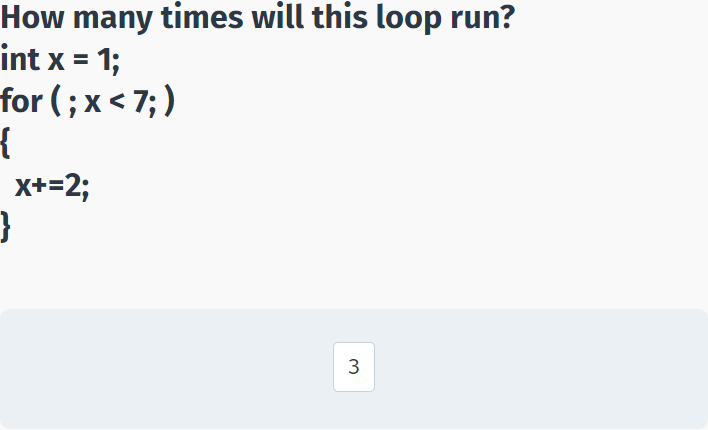 How many times will this loop run?
int x = 1;
for ( ; x < 7; )
{
  x+=2;
}
3